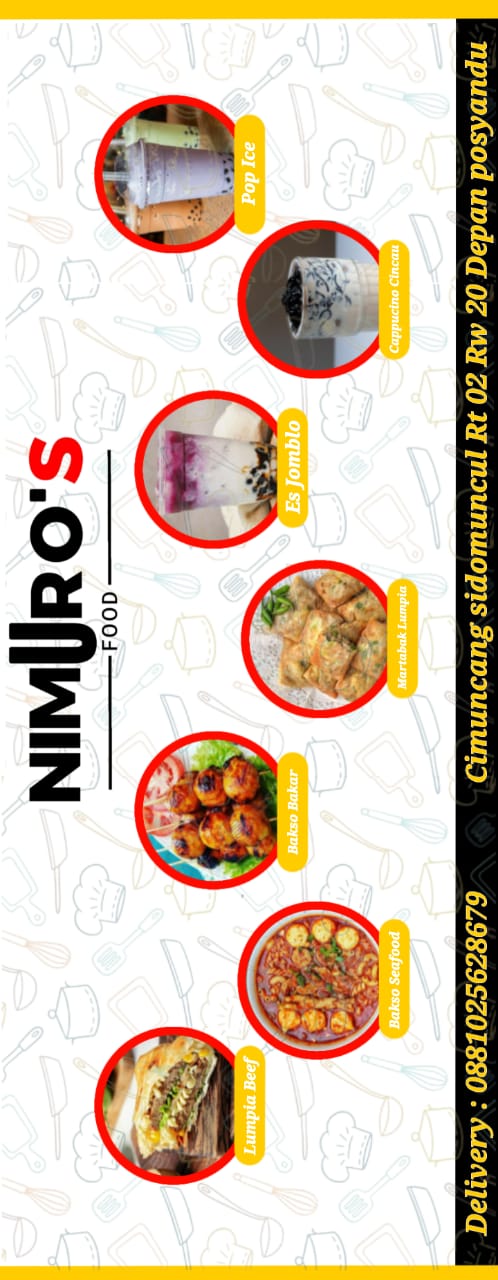 NIMURO'S
FOOD
Lumpia Beef
Bakso Bakar
Es Jomblo
Pop Ice
Bakso Seafood
Martabak Lumpia
Cappucino Cincau
Delivery : 0881025628679
Cimuncang sidomuncul Rt 02 Rw 20 Depan posyandu